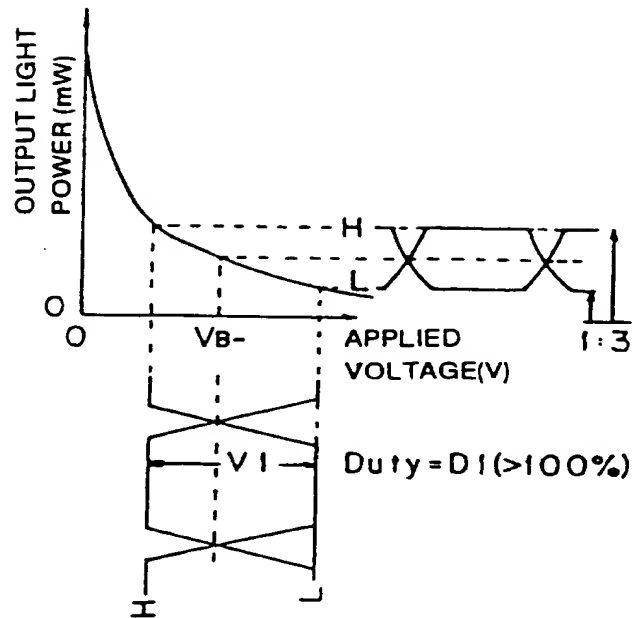 OUTPUT LIGHT
POWER (mW)
H
L
O
O
VB-
APPLIED
VOLTAGE(V)
1:3
V1
Duty=D1(>100%)
H
L